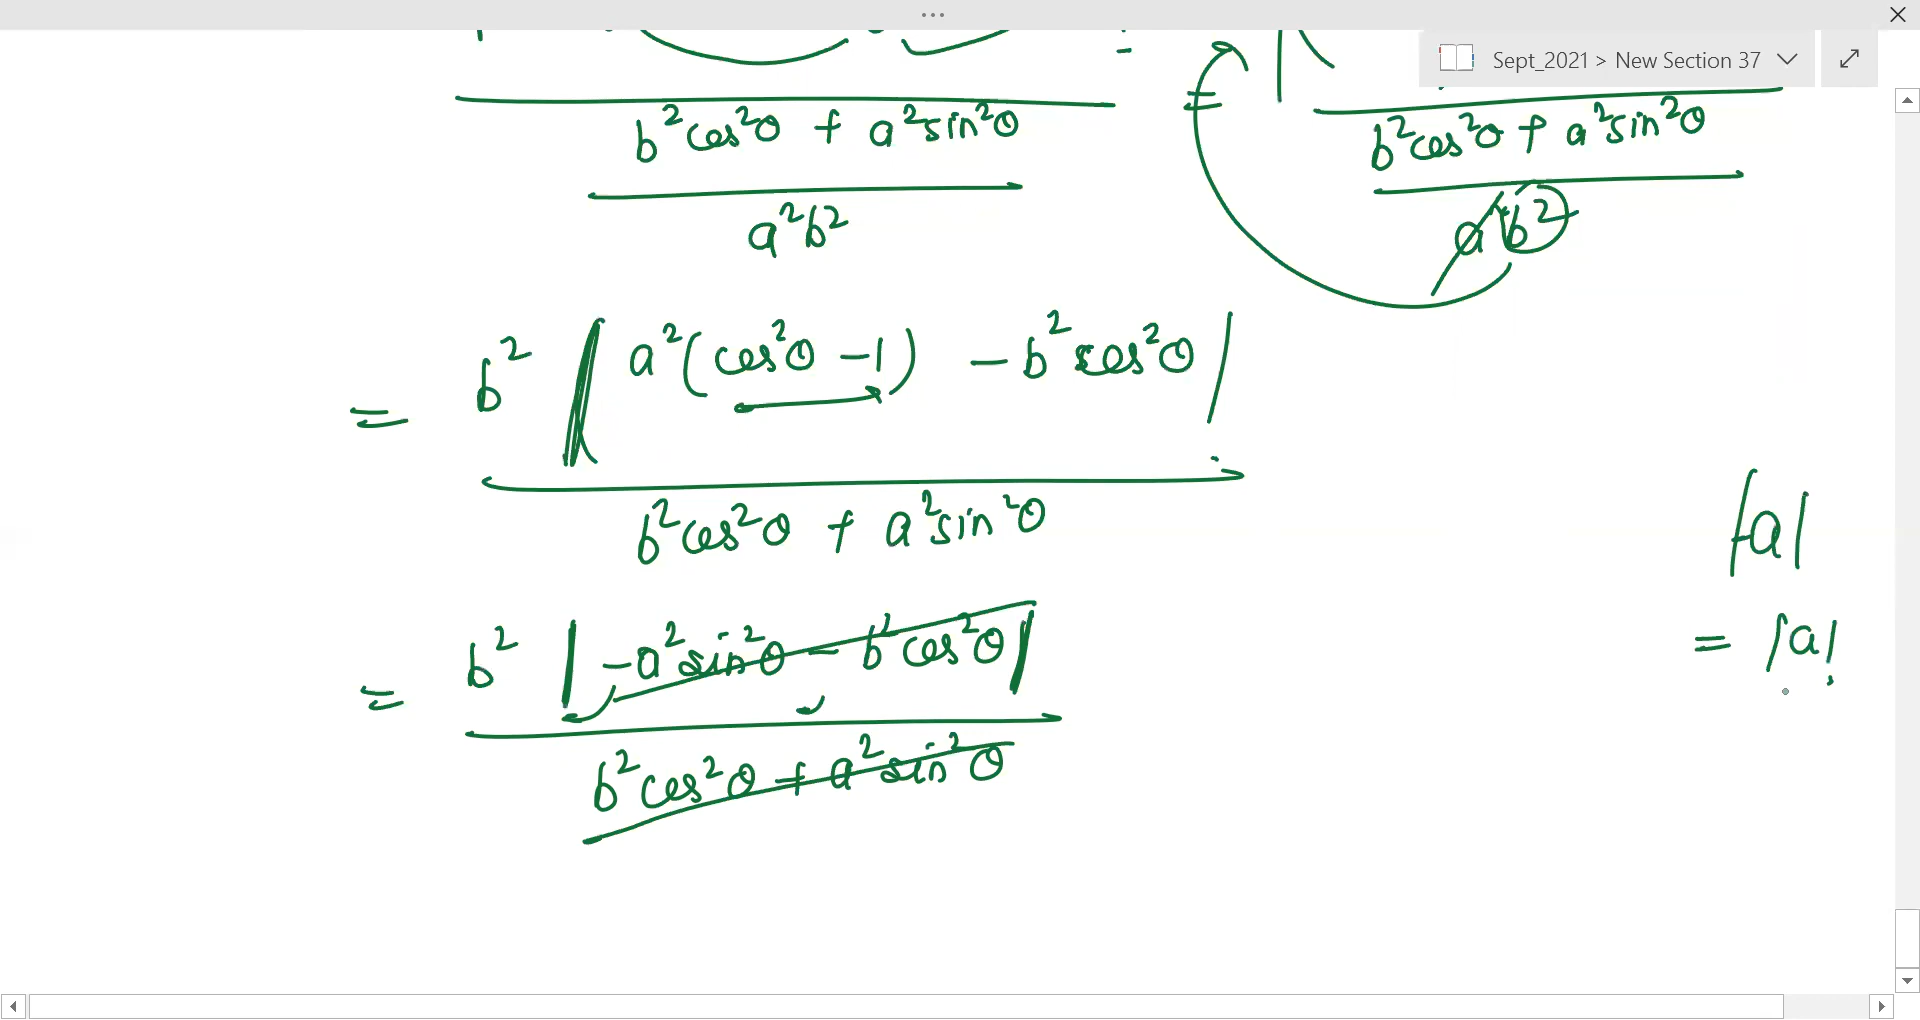 Sept_2021 > New Section 37
b²cos²θ + a²sin²θ
a²b²
=
b²cos²θ + a²sin²θ
a²b²
= b² | a²(cos²θ - 1) - b²cos²θ |
b²cos²θ + a²sin²θ
|-a|
= |a|
= b² | -a²sin²θ - b²cos²θ |
b²cos²θ + a²sin²θ